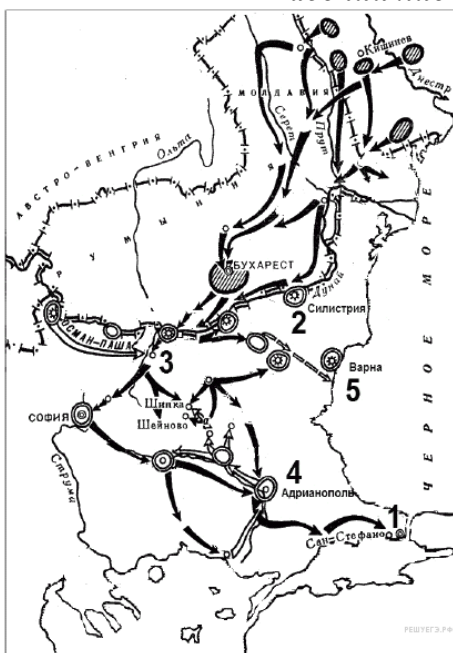 Кишинев
Днестр
МОЛДАВИЯ
Серет
Прут
Ольта
АВСТРО-ВЕНГРИЯ
РУМЫНИЯ
БУХАРЕСТ
Дунай
2
Силистрия
ОСМАН-ПАША
3
Варна
5
Шипка
Шейново
СОФИЯ
Струма
4
Адрианополь
1
Сан-Стефано
ЧЕРНОЕ МОРЕ
РЕШУЕГЭ.РФ